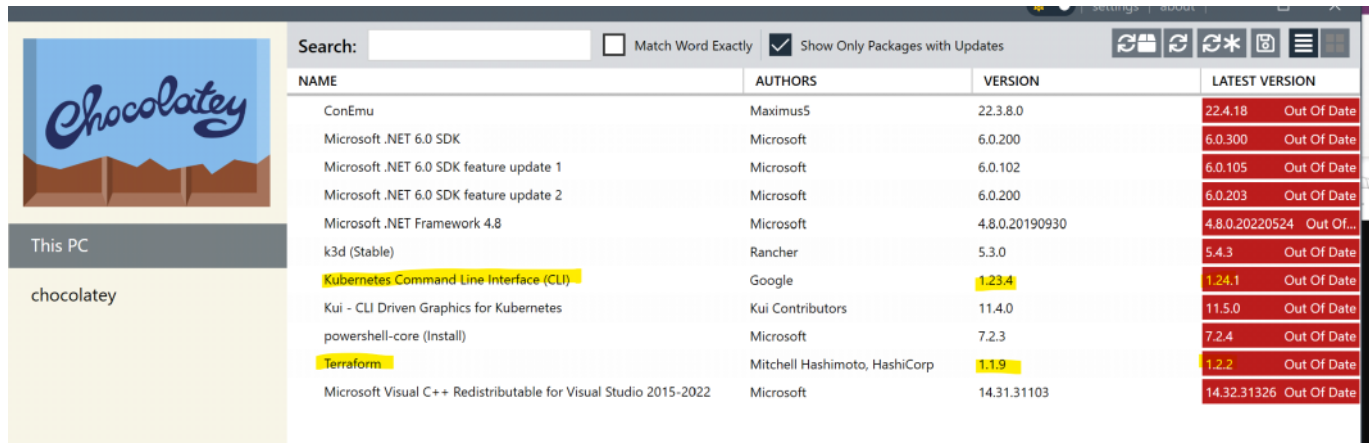 settings | about
Chocolatey
Search: Match Word Exactly Show Only Packages with Updates
NAME AUTHORS VERSION LATEST VERSION
ConEmu Maximus5 22.3.8.0 22.4.18 Out Of Date
Microsoft .NET 6.0 SDK Microsoft 6.0.200 6.0.300 Out Of Date
Microsoft .NET 6.0 SDK feature update 1 Microsoft 6.0.102 6.0.105 Out Of Date
Microsoft .NET 6.0 SDK feature update 2 Microsoft 6.0.200 6.0.203 Out Of Date
Microsoft .NET Framework 4.8 Microsoft 4.8.0.20190930 4.8.0.20220524 Out Of...
This PC
k3d (Stable) Rancher 5.3.0 5.4.3 Out Of Date
Kubernetes Command Line Interface (CLI) Google 1.23.4 1.24.1 Out Of Date
chocolatey
Kui - CLI Driven Graphics for Kubernetes Kui Contributors 11.4.0 11.5.0 Out Of Date
powershell-core (Install) Microsoft 7.2.3 7.2.4 Out Of Date
Terraform Mitchell Hashimoto, HashiCorp 1.1.9 1.2.2 Out Of Date
Microsoft Visual C++ Redistributable for Visual Studio 2015-2022 Microsoft 14.31.31103 14.32.31326 Out Of Date